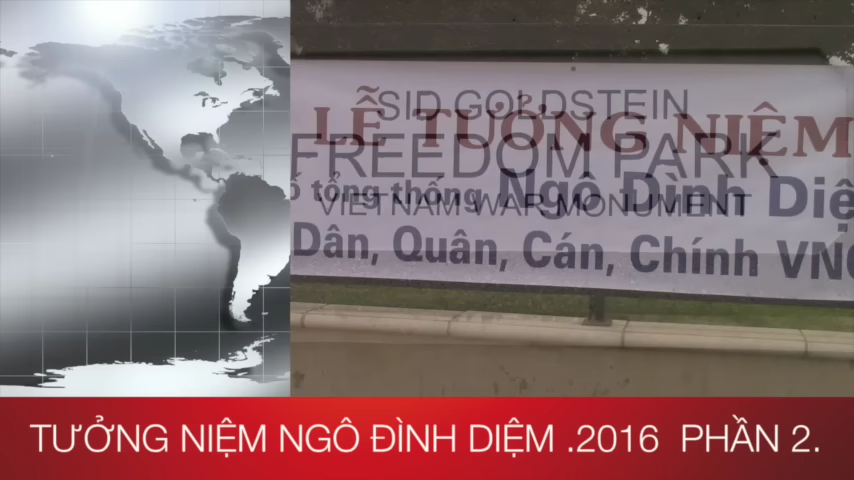 SID GOLDSTEIN
LỄ TƯỞNG NIỆM
FREEDOM PARK
ố tổng thống Ngô Đình Diệ
VIETNAM WAR MONUMENT
Dân, Quân, Cán, Chính VNC
TƯỞNG NIỆM NGÔ ĐÌNH DIỆM .2016 PHẦN 2.